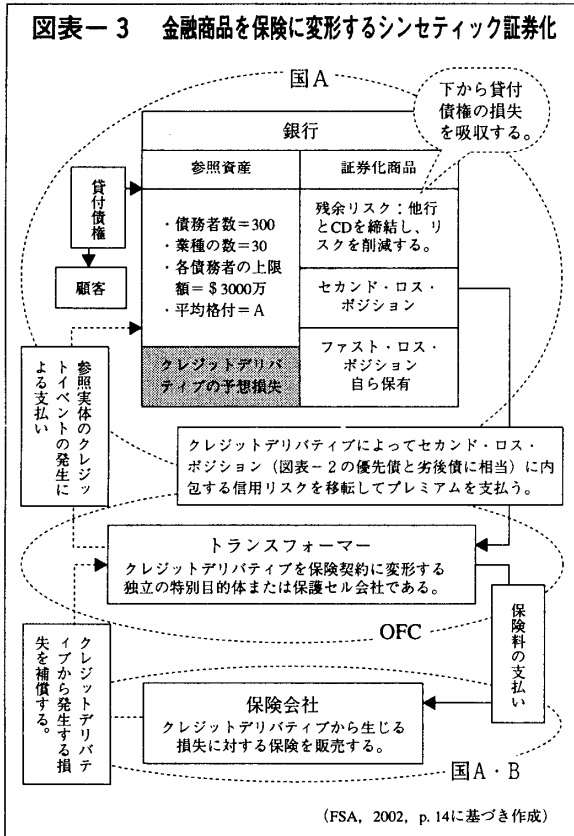 図表－3 金融商品を保険に変形するシンセティック証券化
国A
下から貸付
債権の損失
を吸収する。
銀行
参照資産
証券化商品
貸付債権
顧客
・債務者数＝300
・業種の数＝30
・各債務者の上限
額＝＄3000万
・平均格付＝A
残余リスク：他行
とCDを締結し、リ
スクを削減する。
セカンド・ロス・
ポジション
クレジットデリバ
ティブの予想損失
ファスト・ロス・
ポジション
自ら保有
参照実体のクレジッ
トイベントの発生に
よる支払い
クレジットデリバティブによってセカンド・ロス・
ポジション（図表－2の優先債と劣後債に相当）に内
包する信用リスクを移転してプレミアムを支払う。
トランスフォーマー
クレジットデリバティブを保険契約に変形する
独立の特別目的体または保護セル会社である。
OFC
保険料の支払い
クレジットデリバテ
ィブから発生する損
失を補償する。
保険会社
クレジットデリバティブから生じる
損失に対する保険を販売する。
国A・B
（FSA，2002，p. 14に基づき作成）